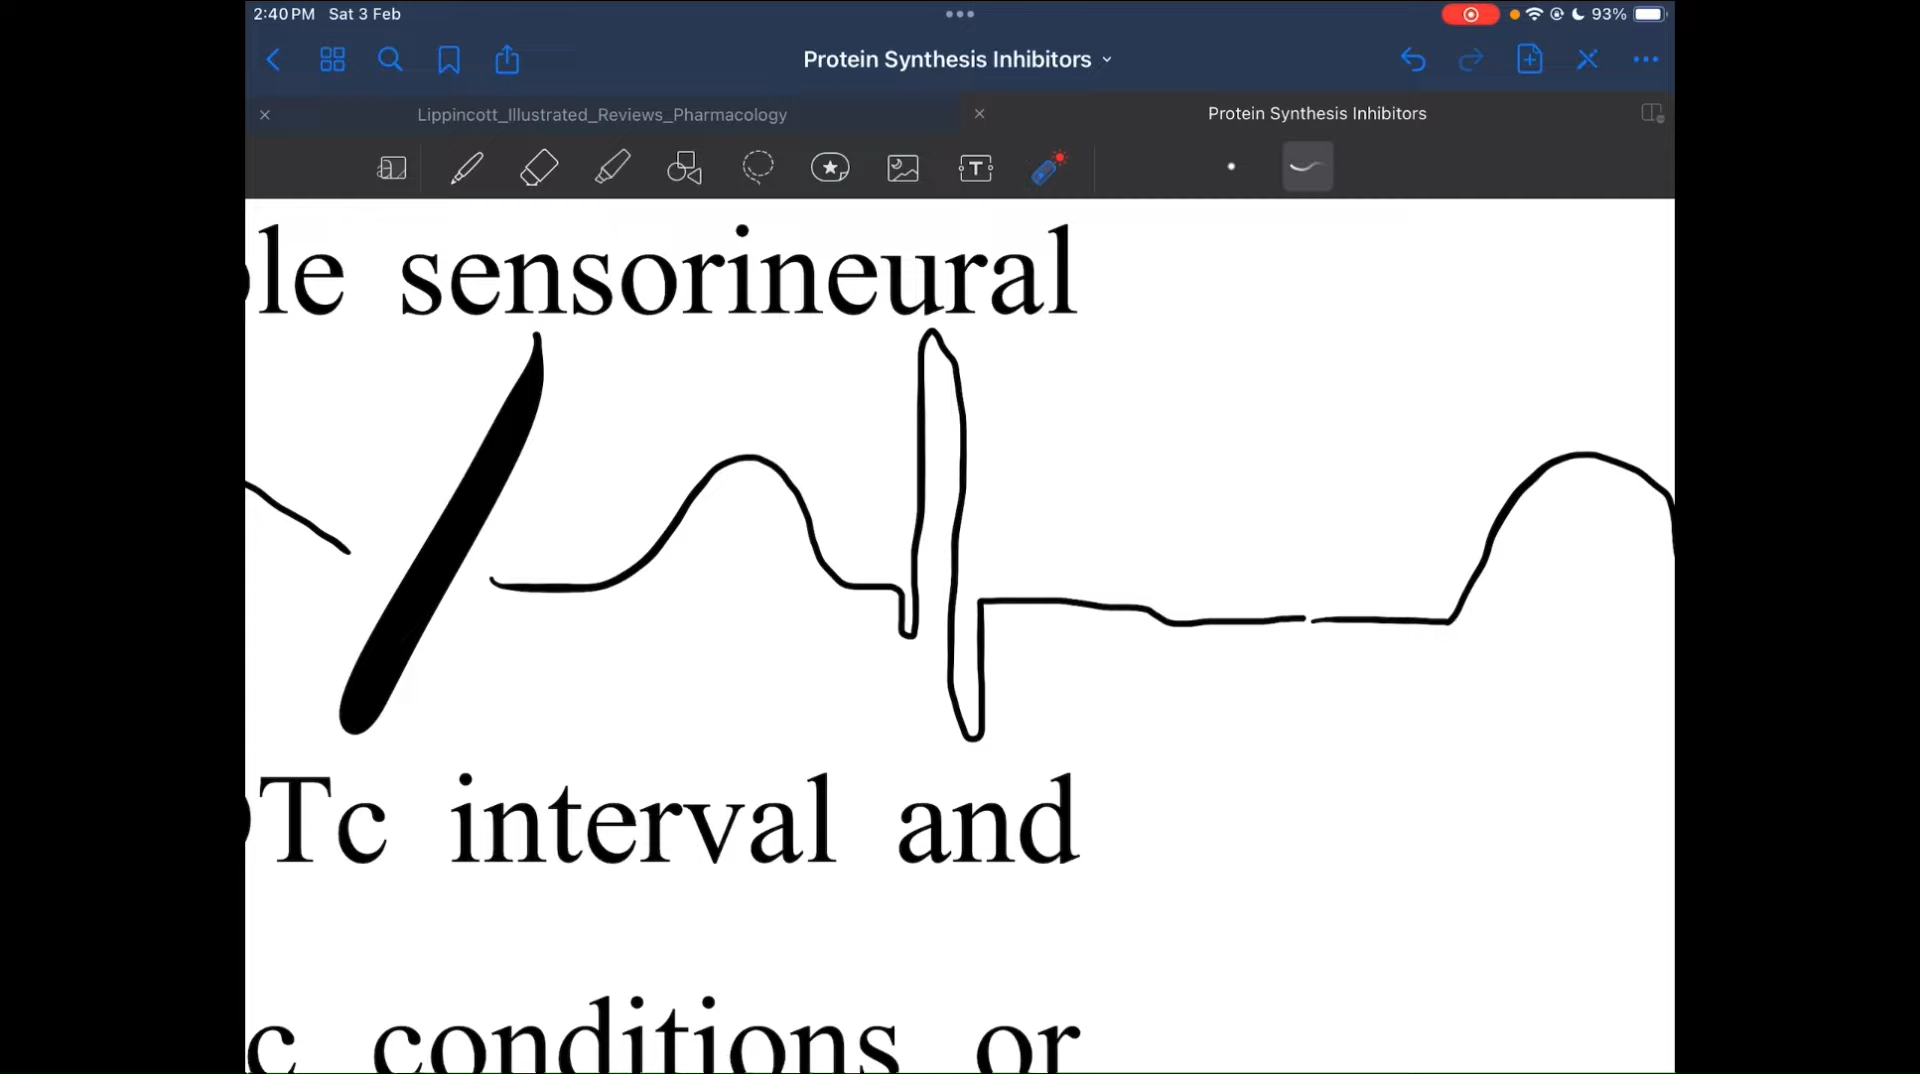 2:40 PM Sat 3 Feb
93%
Protein Synthesis Inhibitors
Lippincott_Illustrated_Reviews_Pharmacology
Protein Synthesis Inhibitors
le sensorineural
Tc interval and
c conditions or